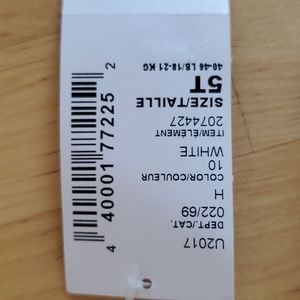 U2017
DEPT./CAT.
022/69
H
COLOR/COULEUR
10
WHITE
ITEM/ÉLÉMENT
2074427
SIZE/TAILLE
5T
40-46 LB/18-21 KG
4 40001 77225 2